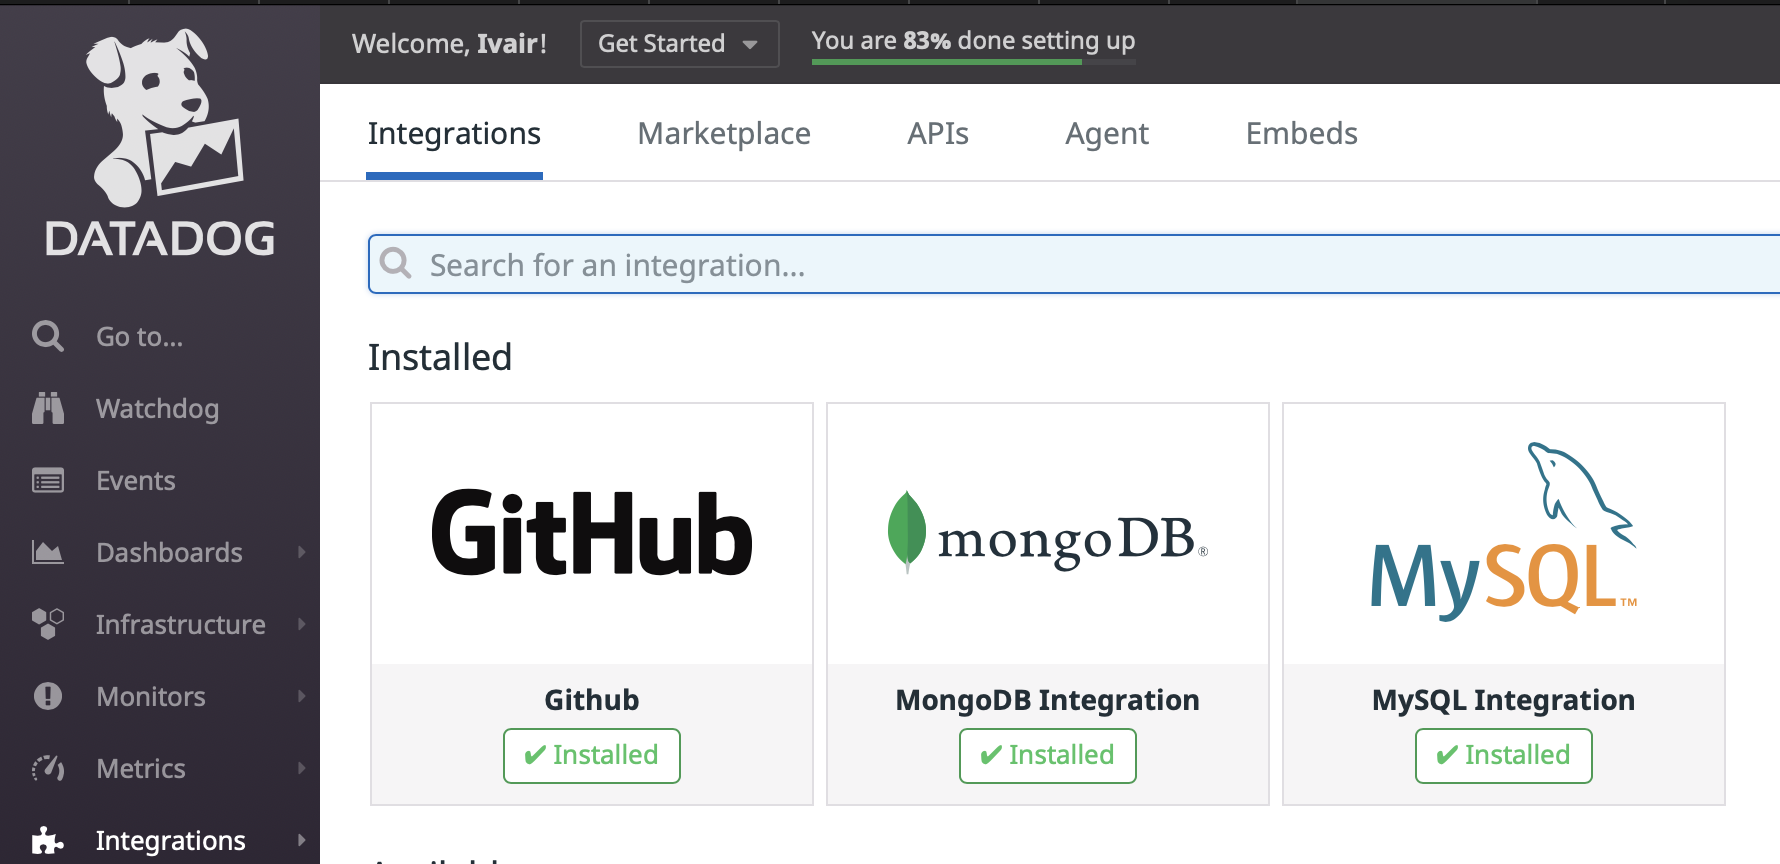 DATADOG
Go to...
Watchdog
Events
Dashboards
Infrastructure
Monitors
Metrics
Integrations
Welcome, Ivair!
Get Started
You are 83% done setting up
Integrations
Marketplace
APIs
Agent
Embeds
Search for an integration...
Installed
GitHub
Github
✔ Installed
mongoDB®
MongoDB Integration
✔ Installed
MySQL™
MySQL Integration
✔ Installed